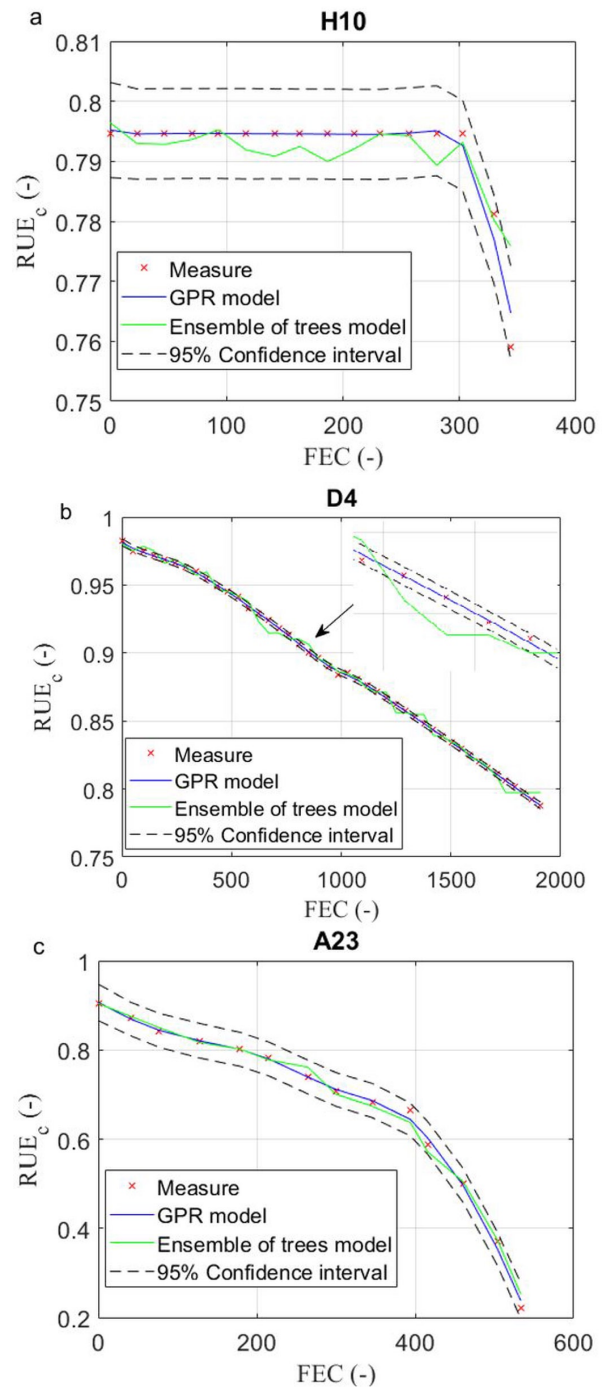 a
H10
0.81
0.8
0.79
0.78
0.77
0.76
0.75
RUEc (-)
Measure
GPR model
Ensemble of trees model
95% Confidence interval
0 100 200 300 400
FEC (-)
b
D4
1
0.95
0.9
0.85
0.8
0.75
RUEc (-)
Measure
GPR model
Ensemble of trees model
95% Confidence interval
0 500 1000 1500 2000
FEC (-)
c
A23
1
0.8
0.6
0.4
0.2
RUEc (-)
Measure
GPR model
Ensemble of trees model
95% Confidence interval
0 200 400 600
FEC (-)